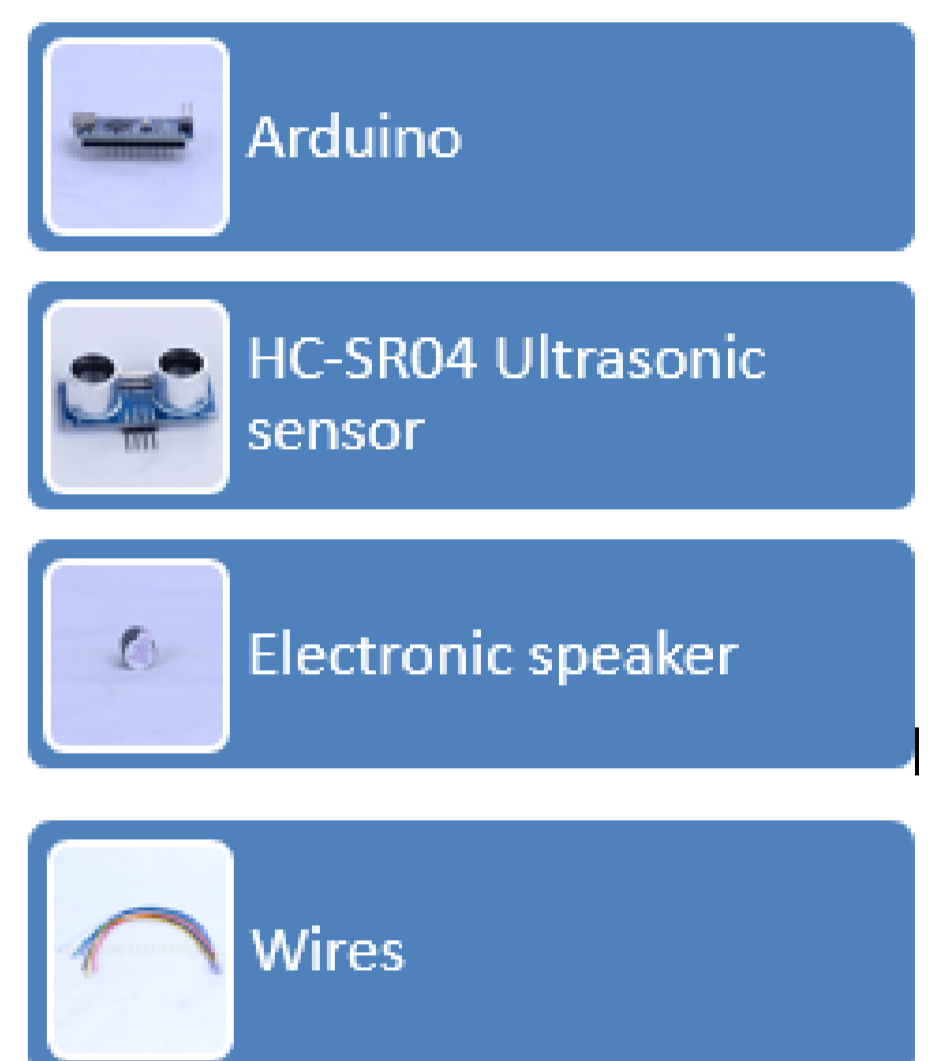 Arduino
HC-SR04 Ultrasonic
sensor
Electronic speaker
Wires